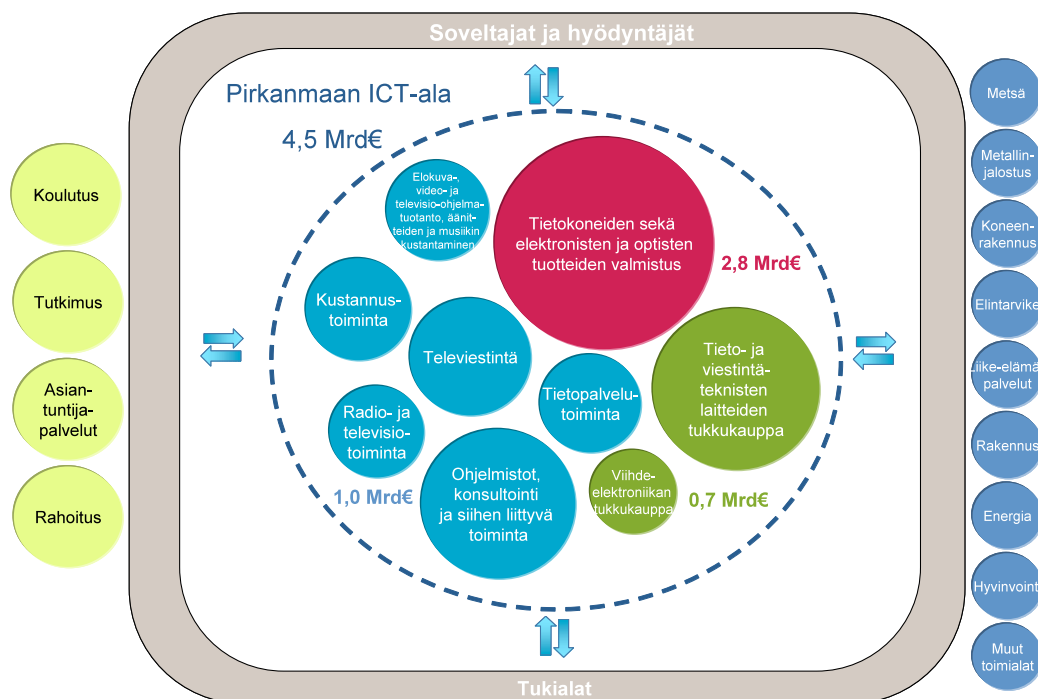 Soveltajat ja hyödyntäjät
Pirkanmaan ICT-ala
4,5 Mrd€
Koulutus
Tutkimus
Asian-
tuntija-
palvelut
Rahoitus
Elokuva-,
video- ja
televisio-ohjelma-
tuotanto, äänit-
teiden ja musiikin
kustantaminen
Tietokoneiden sekä
elektronisten ja optisten
tuotteiden valmistus
2,8 Mrd€
Kustannus-
toiminta
Televiestintä
Tieto- ja
viestintä-
teknisten
laitteiden
tukkukauppa
Tietopalvelu-
toiminta
Radio- ja
televisio-
toiminta
1,0 Mrd€
Ohjelmistot,
konsultointi
ja siihen liittyvä
toiminta
Viihde-
elektroniikan
tukkukauppa
0,7 Mrd€
Metsä
Metallin-
jalostus
Koneen-
rakennus
Elintarvike
Liike-elämä
palvelut
Rakennus
Energia
Hyvinvoint
Muut
toimialat
Tukialat